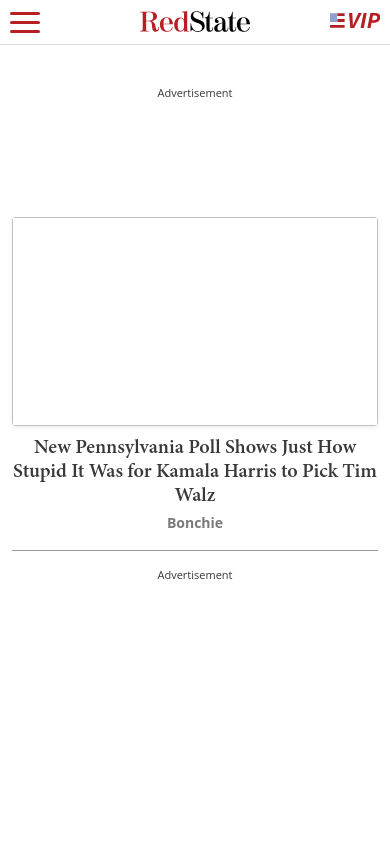 RedState
VIP
Advertisement
New Pennsylvania Poll Shows Just How
Stupid It Was for Kamala Harris to Pick Tim
Walz
Bonchie
Advertisement